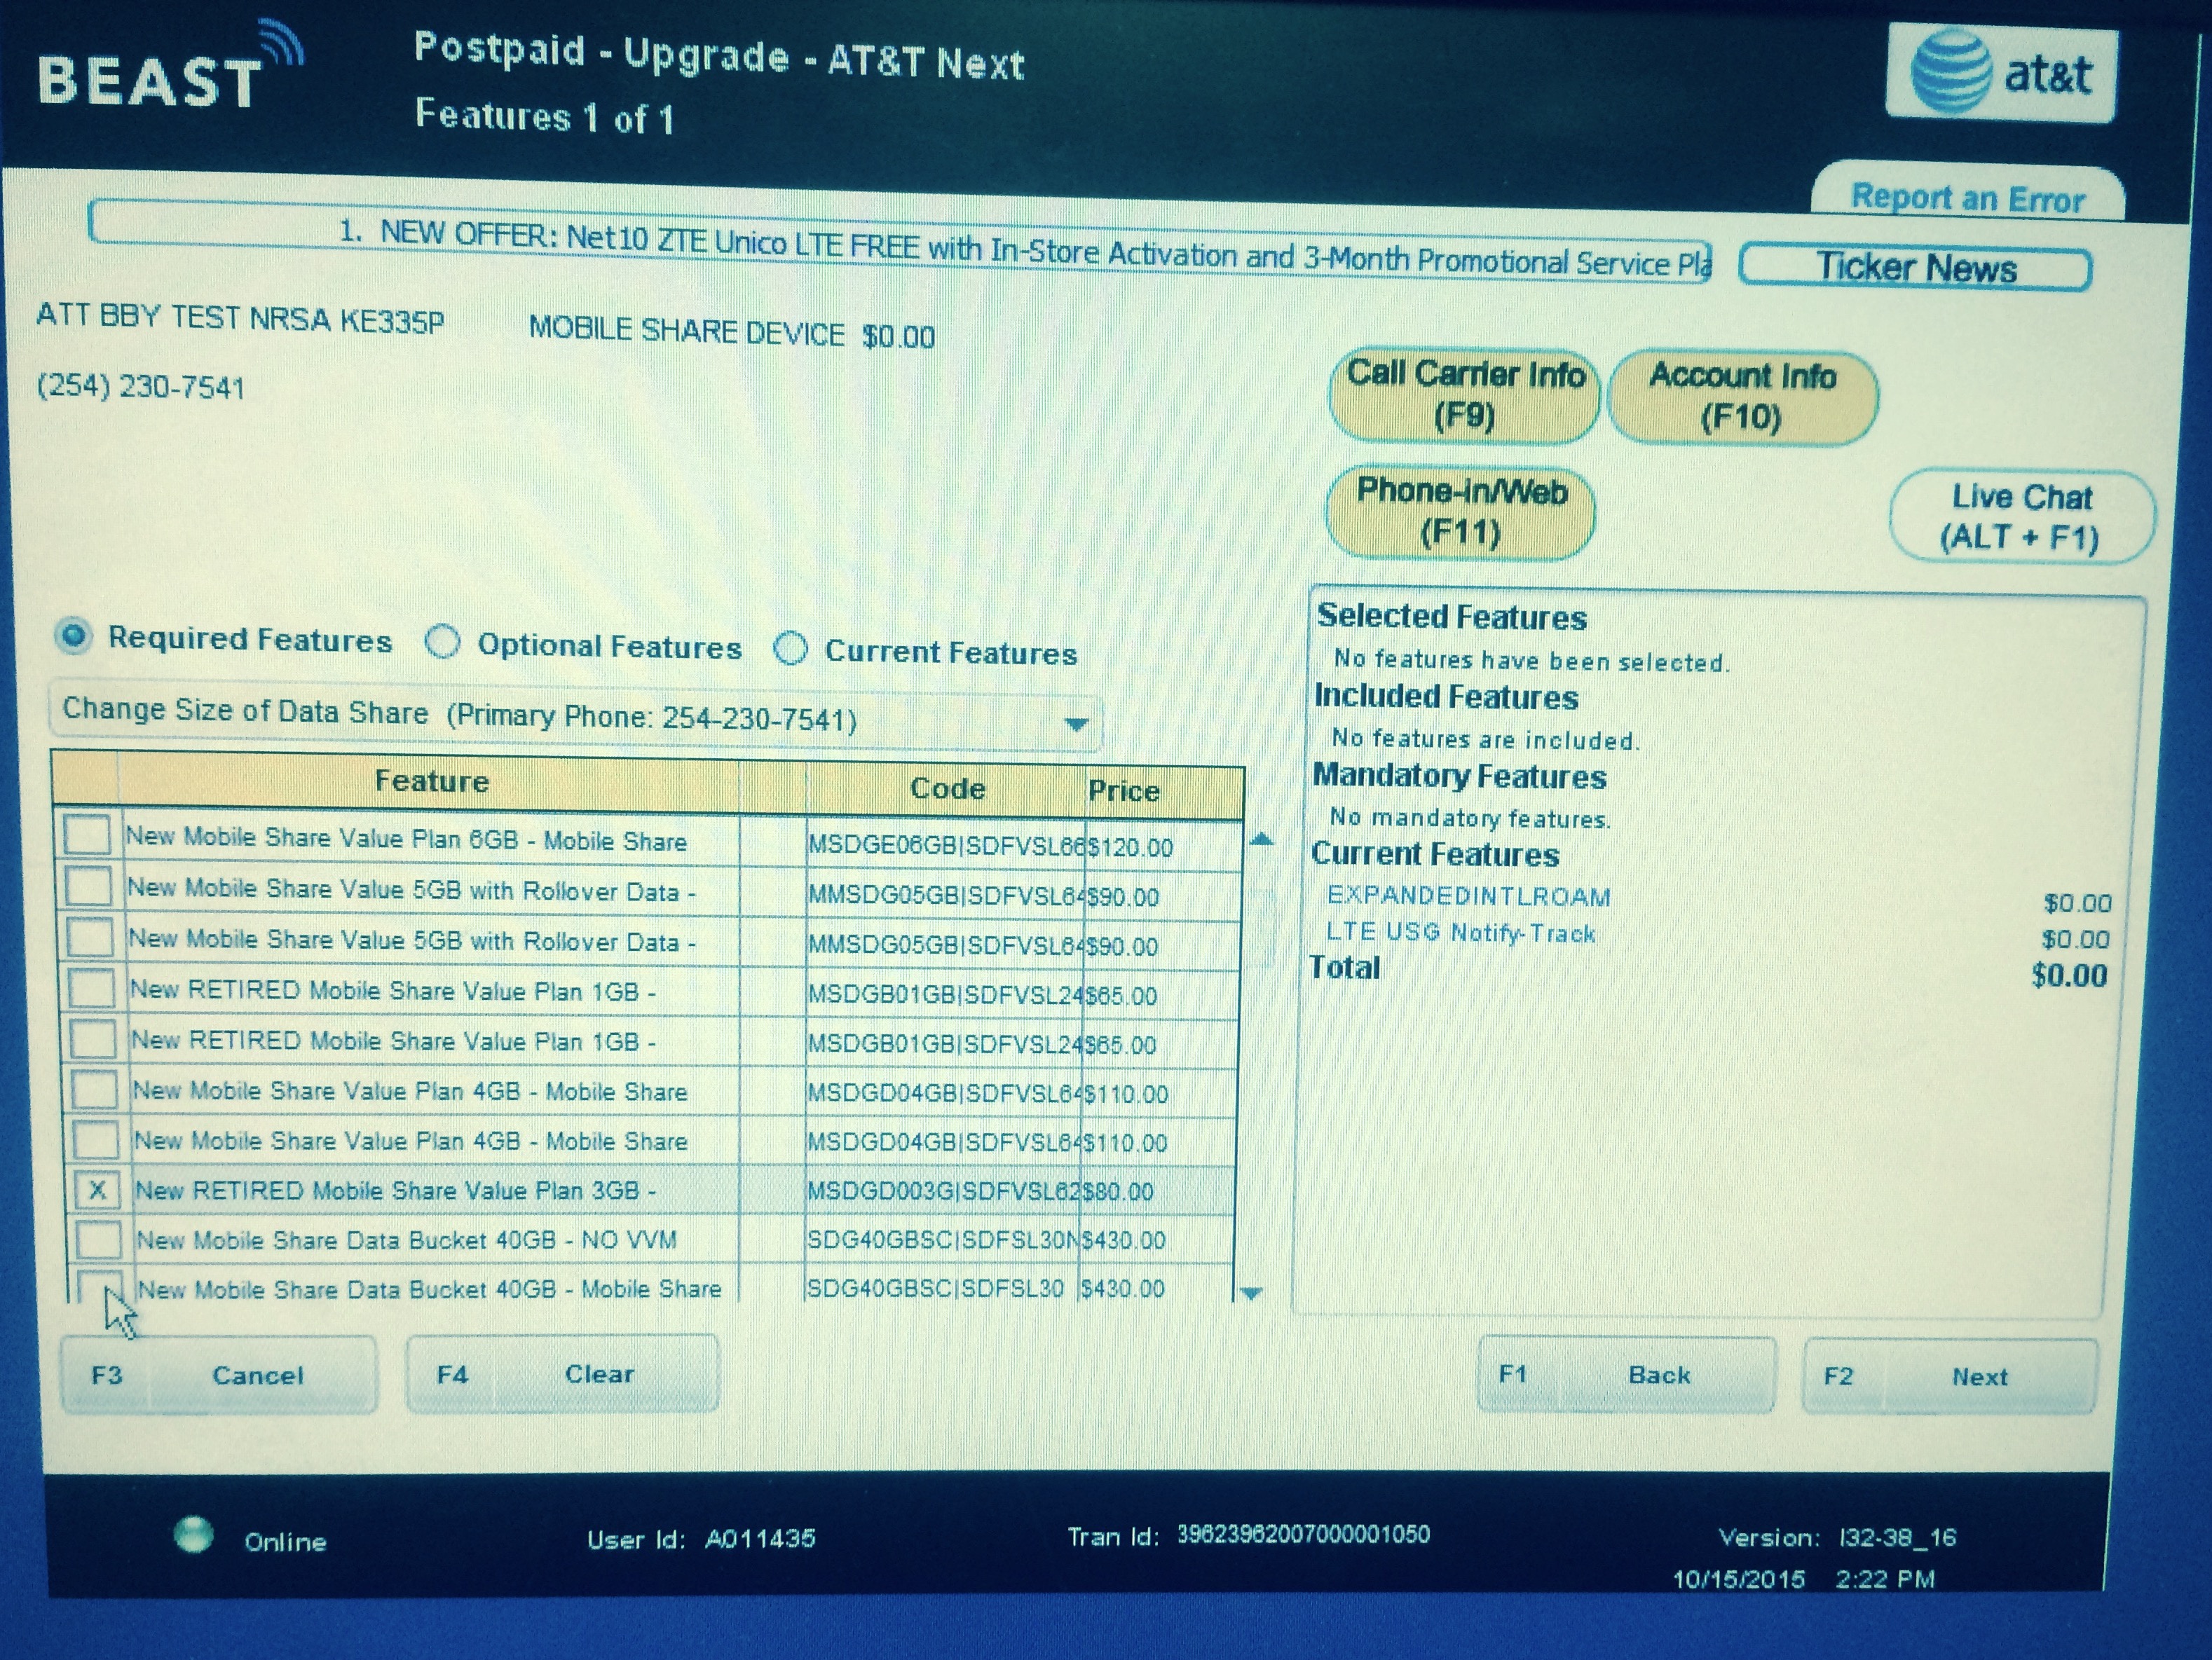 BEAST
Postpaid - Upgrade - AT&T Next
Features 1 of 1
at&t
Report an Error
1. NEW OFFER: Net10 ZTE Unico LTE FREE with In-Store Activation and 3-Month Promotional Service Pla
Ticker News
ATT BBY TEST NRSA KE335P MOBILE SHARE DEVICE $0.00
(254) 230-7541
Call Carrier Info
(F9)
Account Info
(F10)
Phone-in/Web
(F11)
Live Chat
(ALT + F1)
Required Features Optional Features Current Features
Change Size of Data Share (Primary Phone: 254-230-7541)
Feature Code Price
New Mobile Share Value Plan 6GB - Mobile Share MSDGE06GB|SDFVSL66 $120.00
New Mobile Share Value 5GB with Rollover Data - MMSDG05GB|SDFVSL64 $90.00
New Mobile Share Value 5GB with Rollover Data - MMSDG05GB|SDFVSL64 $90.00
New RETIRED Mobile Share Value Plan 1GB - MSDGB01GB|SDFVSL24 $65.00
New RETIRED Mobile Share Value Plan 1GB - MSDGB01GB|SDFVSL24 $65.00
New Mobile Share Value Plan 4GB - Mobile Share MSDGD04GB|SDFVSL64 $110.00
New Mobile Share Value Plan 4GB - Mobile Share MSDGD04GB|SDFVSL64 $110.00
X New RETIRED Mobile Share Value Plan 3GB - MSDGD003G|SDFVSL62 $80.00
New Mobile Share Data Bucket 40GB - NO VVM SDG40GBSC|SDFSL30N $430.00
New Mobile Share Data Bucket 40GB - Mobile Share SDG40GBSC|SDFSL30 $430.00
Selected Features
No features have been selected.
Included Features
No features are included.
Mandatory Features
No mandatory features.
Current Features
EXPANDEDINTLROAM $0.00
LTE USG Notify-Track $0.00
Total $0.00
F3 Cancel F4 Clear F1 Back F2 Next
Online User Id: A011435 Tran Id: 39623962007000001050 Version: I32-38_16
10/15/2015 2:22 PM